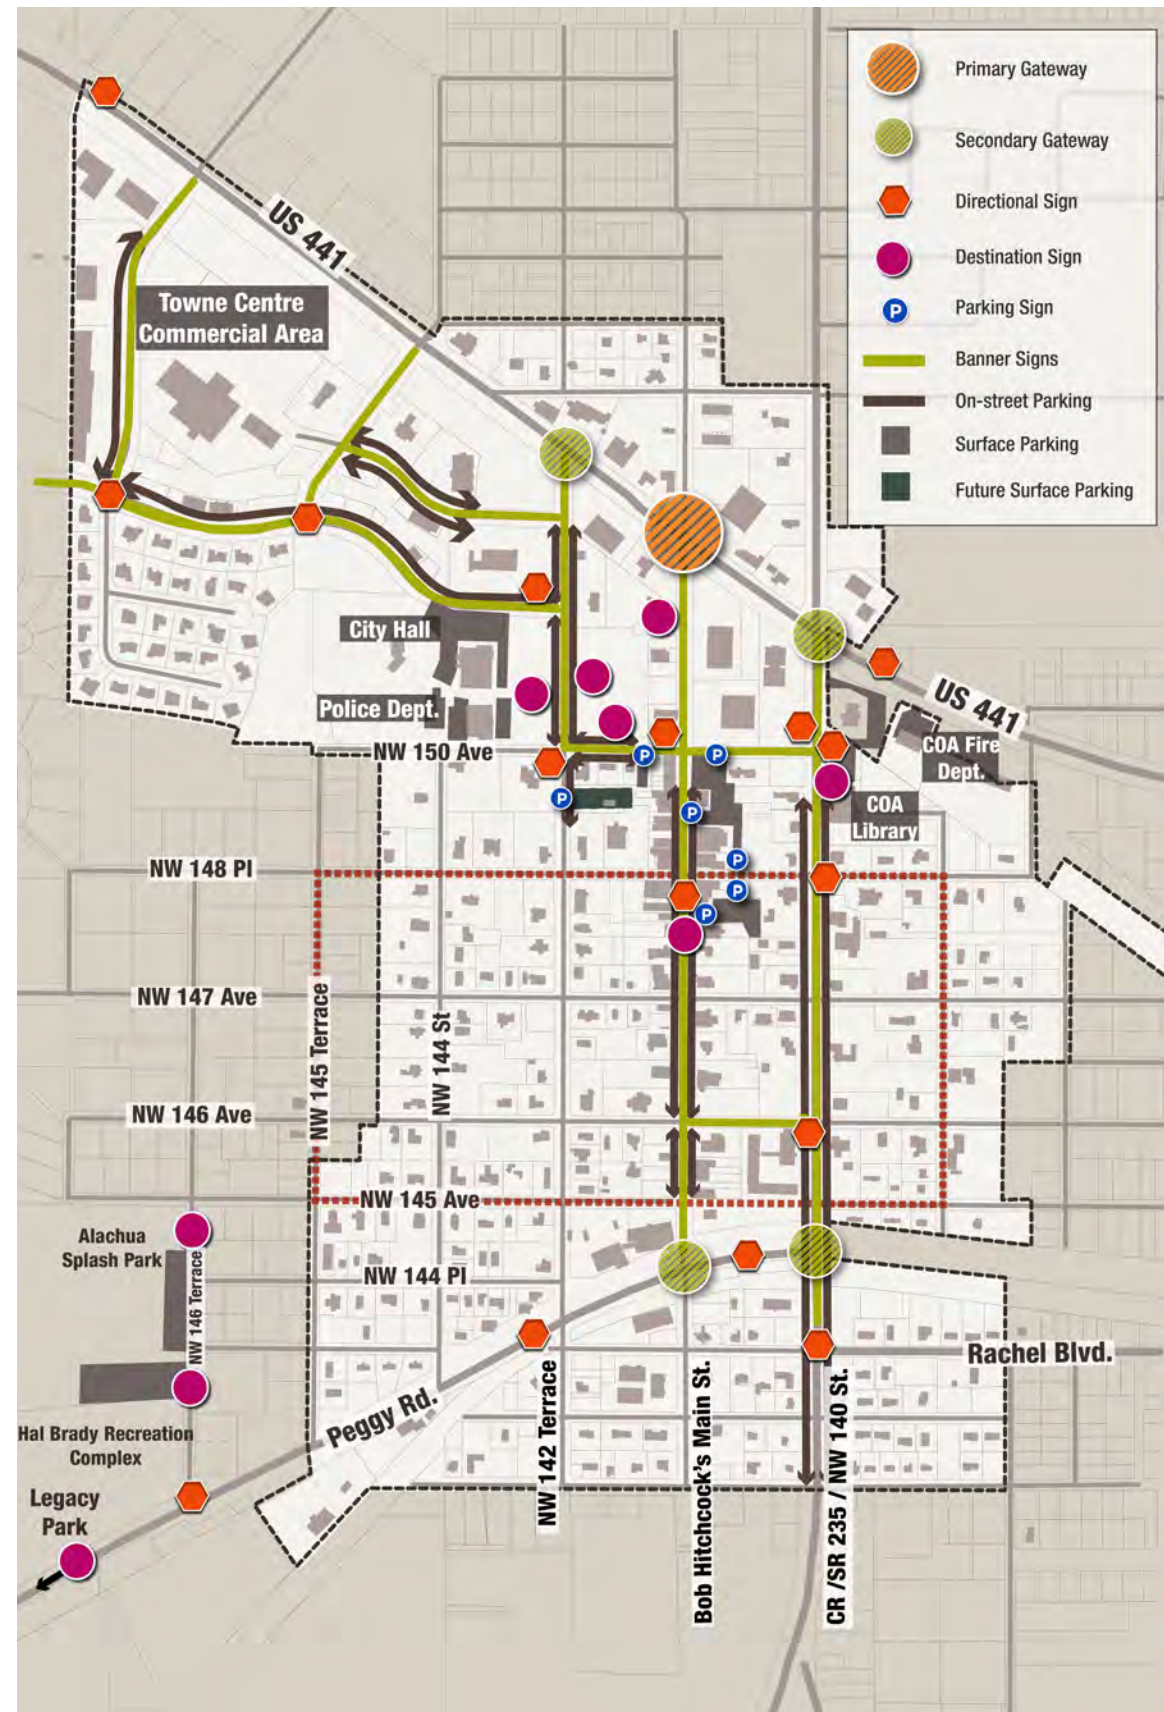 Primary Gateway
Secondary Gateway
Directional Sign
Destination Sign
P
Parking Sign
Banner Signs
On-street Parking
Surface Parking
Future Surface Parking
US 441
Towne Centre
Commercial Area
City Hall
Police Dept.
US 441
COA Fire
Dept.
NW 150 Ave
P
P
P
P
COA
Library
NW 148 Pl
P
P
P
NW 147 Ave
NW 145 Terrace
NW 144 St
NW 146 Ave
NW 145 Ave
Alachua
Splash Park
NW 146 Terrace
NW 144 Pl
Rachel Blvd.
Peggy Rd.
NW 142 Terrace
Bob Hitchcock's Main St.
CR /SR 235 / NW 140 St.
Hal Brady Recreation
Complex
Legacy
Park